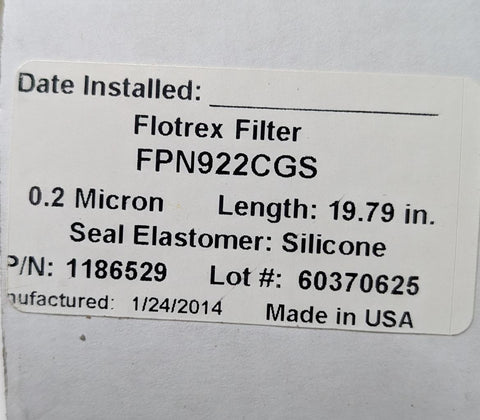 Date Installed:
Flotrex Filter
FPN922CGS
0.2 Micron Length: 19.79 in.
Seal Elastomer: Silicone
P/N: 1186529 Lot #: 60370625
nufactured: 1/24/2014 Made in USA